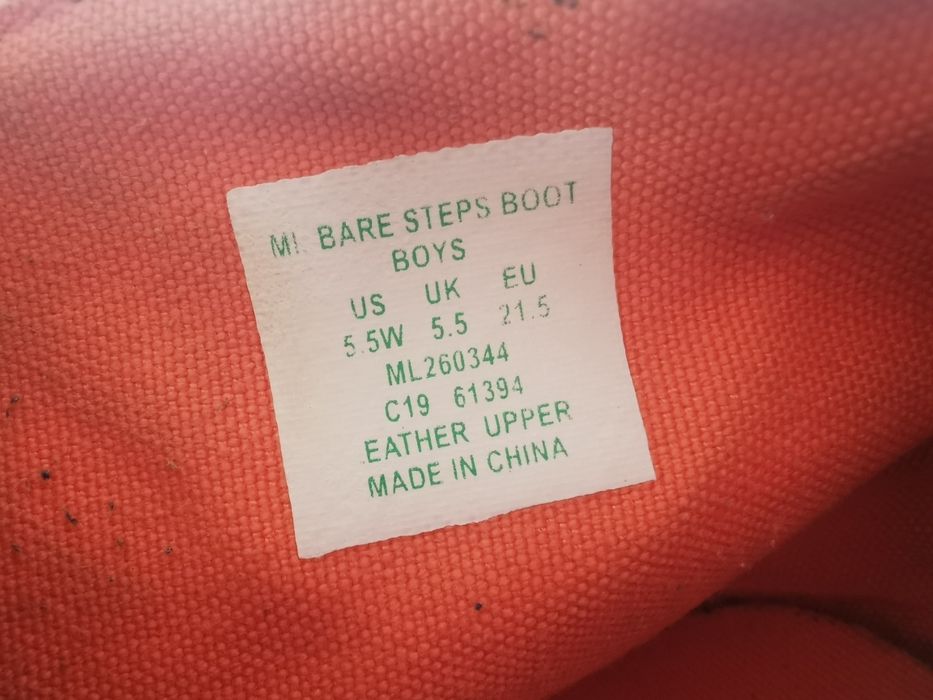 BARE STEPS BOOT
BOYS
US UK EU
5.5W 5.5 21.5
ML260344
C19 61394
EATHER UPPER
MADE IN CHINA